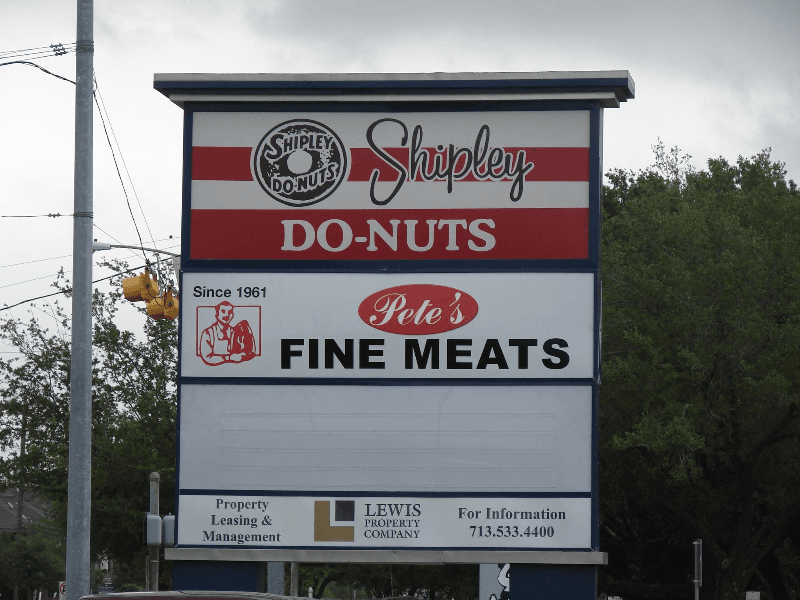 SHIPLEY
DO-NUTS
Shipley
DO-NUTS
Since 1961
Pete's
FINE MEATS
Property
Leasing &
Management
LEWIS
PROPERTY
COMPANY
For Information
713.533.4400